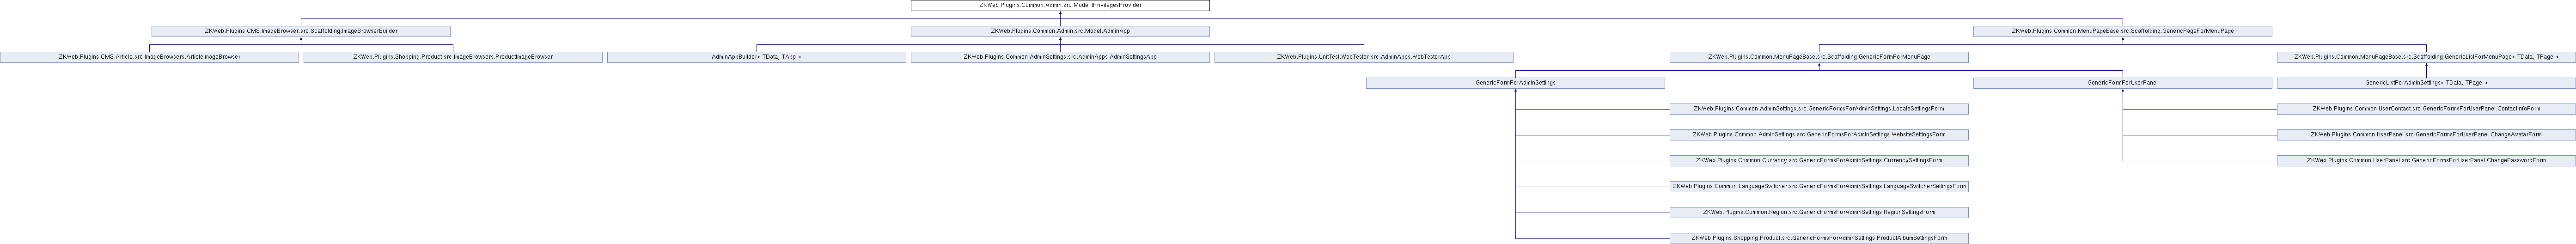 ZKWeb.Plugins.Common.Admin.src.Model.IPrivilegesProvider
ZKWeb.Plugins.CMS.ImageBrowser.src.Scaffolding.ImageBrowserBuilder
ZKWeb.Plugins.Common.Admin.src.Model.AdminApp
ZKWeb.Plugins.Common.MenuPageBase.src.Scaffolding.GenericPageForMenuPage
ZKWeb.Plugins.CMS.Article.src.ImageBrowsers.ArticleImageBrowser
ZKWeb.Plugins.Shopping.Product.src.ImageBrowsers.ProductImageBrowser
AdminAppBuilder< TData, TApp >
ZKWeb.Plugins.Common.AdminSettings.src.AdminApps.AdminSettingsApp
ZKWeb.Plugins.UnitTest.WebTester.src.AdminApps.WebTesterApp
ZKWeb.Plugins.Common.MenuPageBase.src.Scaffolding.GenericFormForMenuPage
ZKWeb.Plugins.Common.MenuPageBase.src.Scaffolding.GenericListForMenuPage< TData, TPage >
GenericFormForAdminSettings
GenericFormForUserPanel
GenericListForAdminSettings< TData, TPage >
ZKWeb.Plugins.Common.AdminSettings.src.GenericFormsForAdminSettings.LocaleSettingsForm
ZKWeb.Plugins.Common.UserContact.src.GenericFormsForUserPanel.ContactInfoForm
ZKWeb.Plugins.Common.AdminSettings.src.GenericFormsForAdminSettings.WebsiteSettingsForm
ZKWeb.Plugins.Common.UserPanel.src.GenericFormsForUserPanel.ChangeAvatarForm
ZKWeb.Plugins.Common.Currency.src.GenericFormsForAdminSettings.CurrencySettingsForm
ZKWeb.Plugins.Common.UserPanel.src.GenericFormsForUserPanel.ChangePasswordForm
ZKWeb.Plugins.Common.LanguageSwitcher.src.GenericFormsForAdminSettings.LanguageSwitcherSettingsForm
ZKWeb.Plugins.Common.Region.src.GenericFormsForAdminSettings.RegionSettingsForm
ZKWeb.Plugins.Shopping.Product.src.GenericFormsForAdminSettings.ProductAlbumSettingsForm